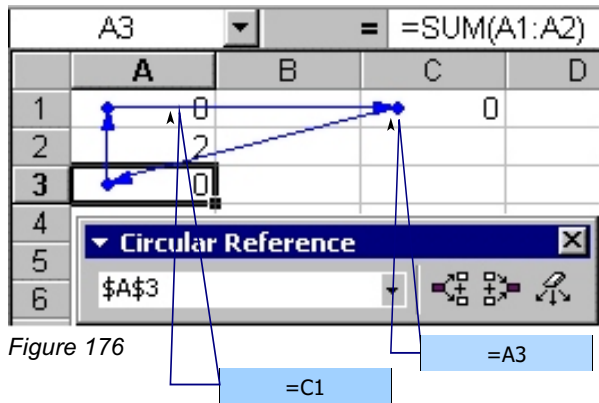 A3 = =SUM(A1:A2)
A B C D
1 0 0
2 2
3 0
4
5
6
Circular Reference
$A$3
Figure 176
=A3
=C1